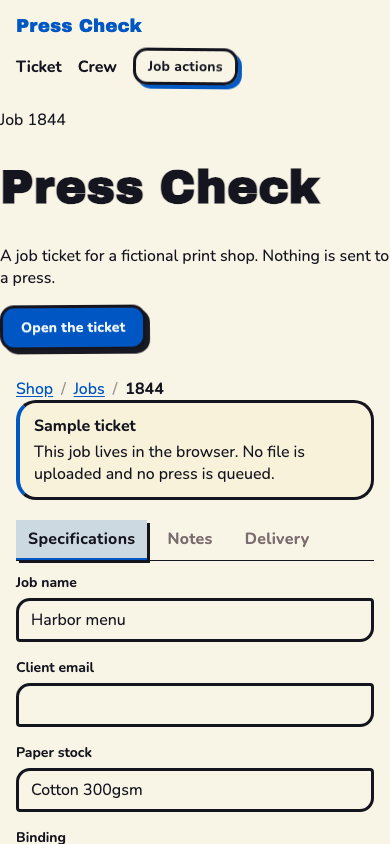 Press Check
Ticket Crew Job actions
Job 1844
Press Check
A job ticket for a fictional print shop. Nothing is sent to
a press.
Open the ticket
Shop / Jobs / 1844
Sample ticket
This job lives in the browser. No file is
uploaded and no press is queued.
Specifications Notes Delivery
Job name
Harbor menu
Client email
Paper stock
Cotton 300gsm
Binding